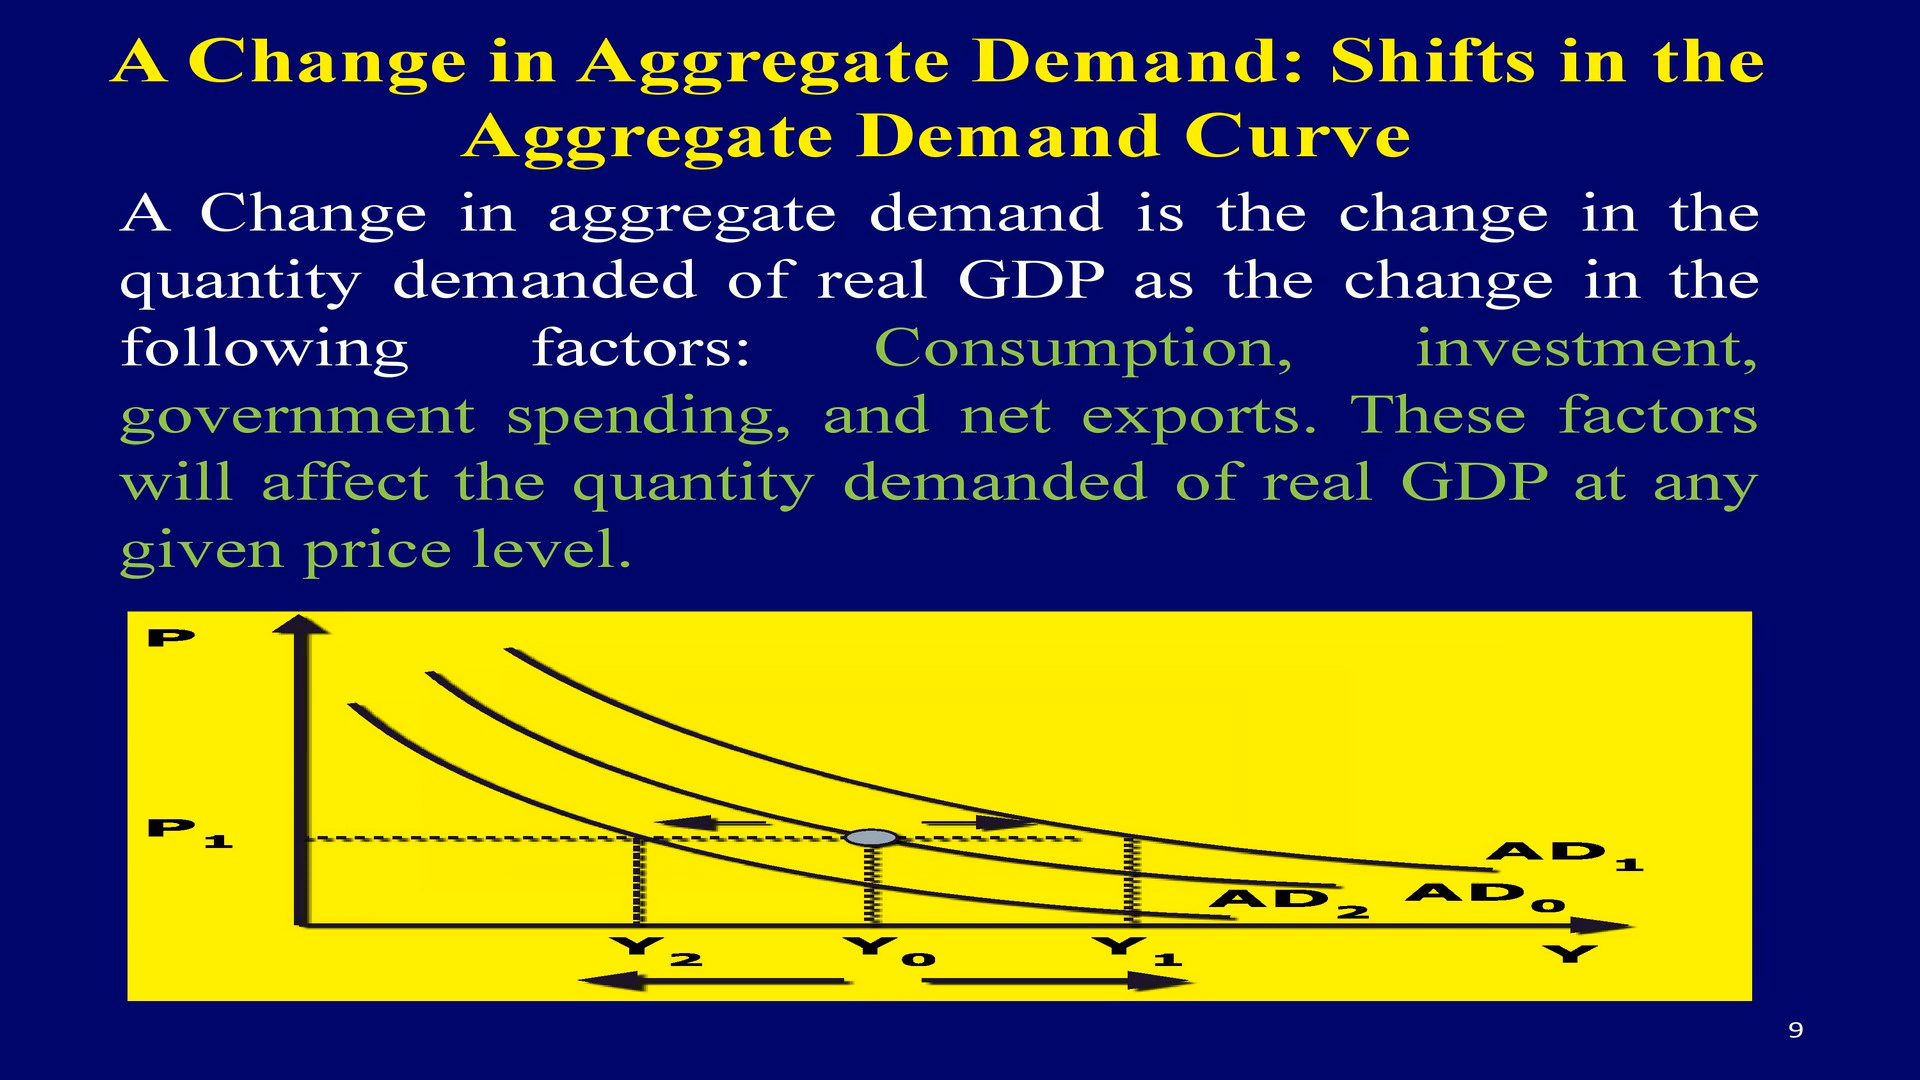 A Change in Aggregate Demand: Shifts in the
Aggregate Demand Curve
A Change in aggregate demand is the change in the
quantity demanded of real GDP as the change in the
following factors: Consumption, investment,
government spending, and net exports. These factors
will affect the quantity demanded of real GDP at any
given price level.
P
P1
AD1
AD2 AD0
Y2 Y0 Y1 Y
9